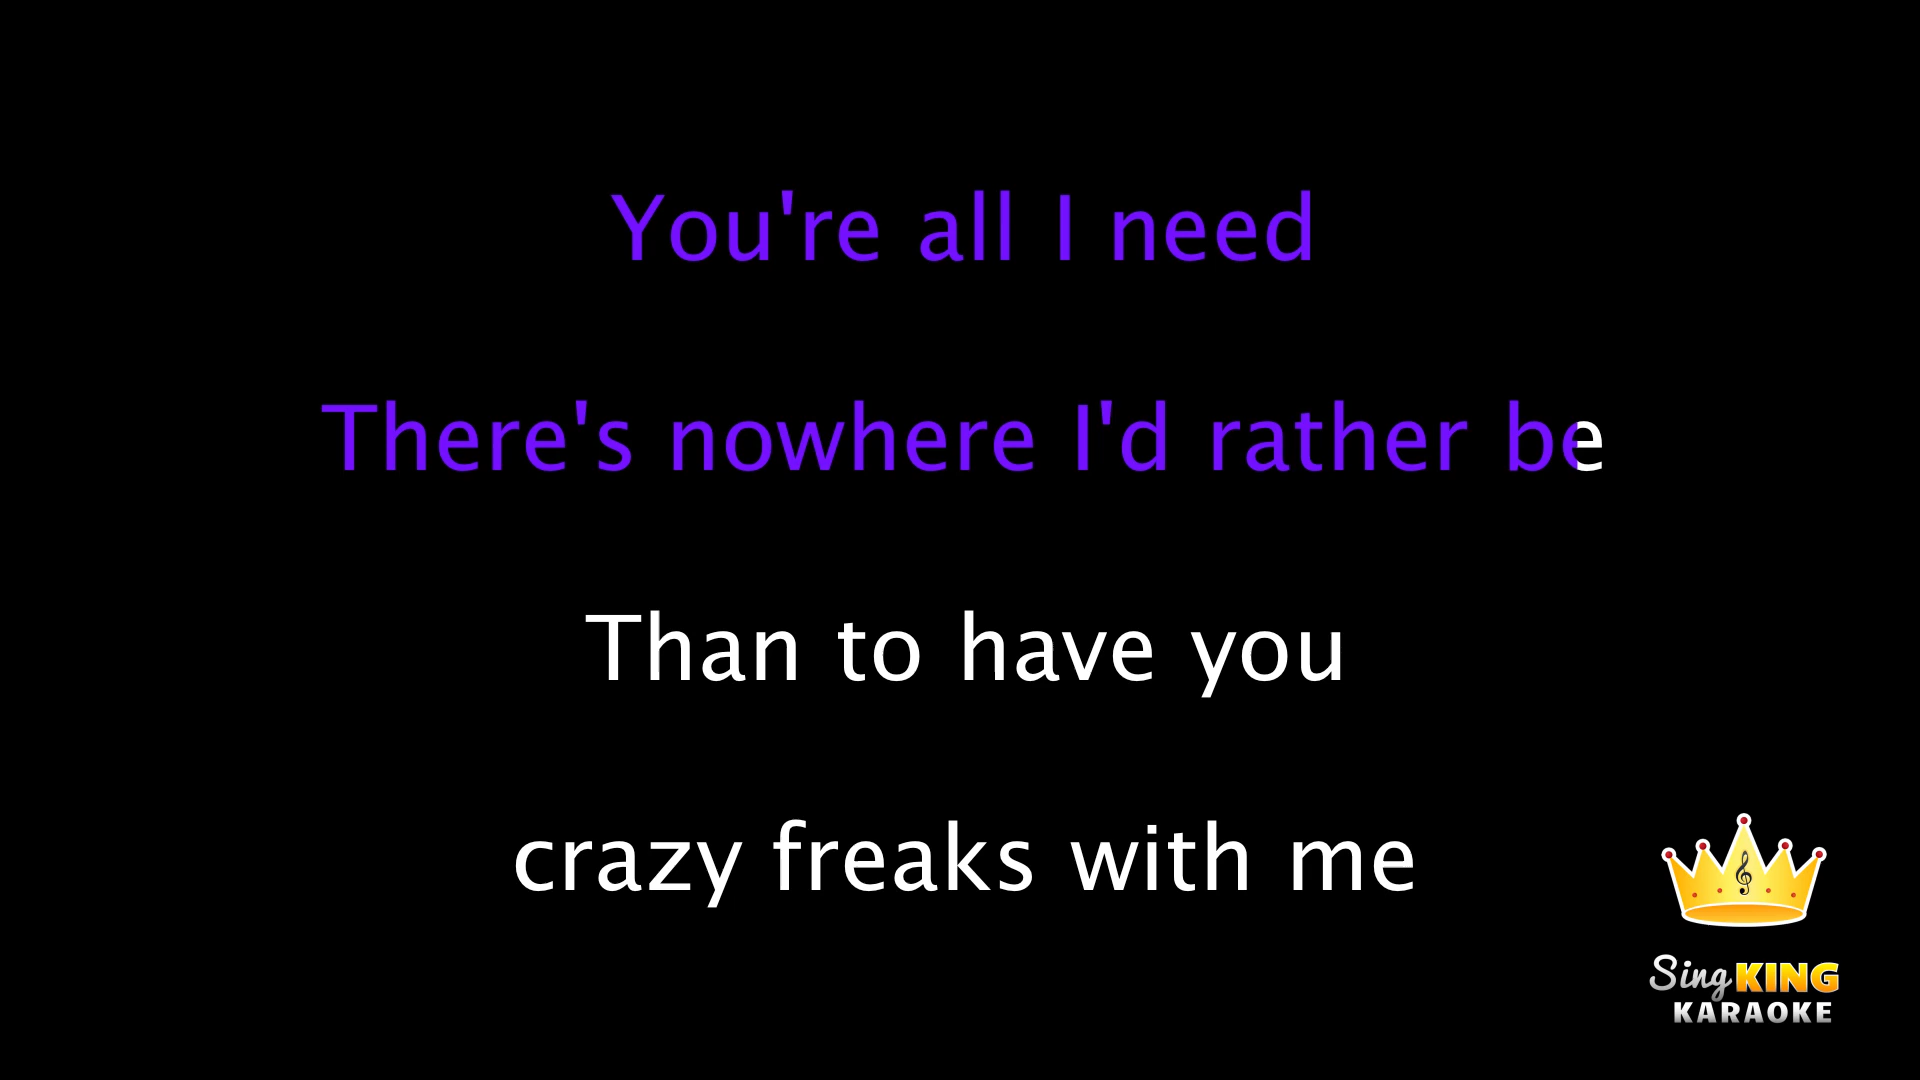 You're all I need
There's nowhere I'd rather be
Than to have you
crazy freaks with me
Sing KING
KARAOKE